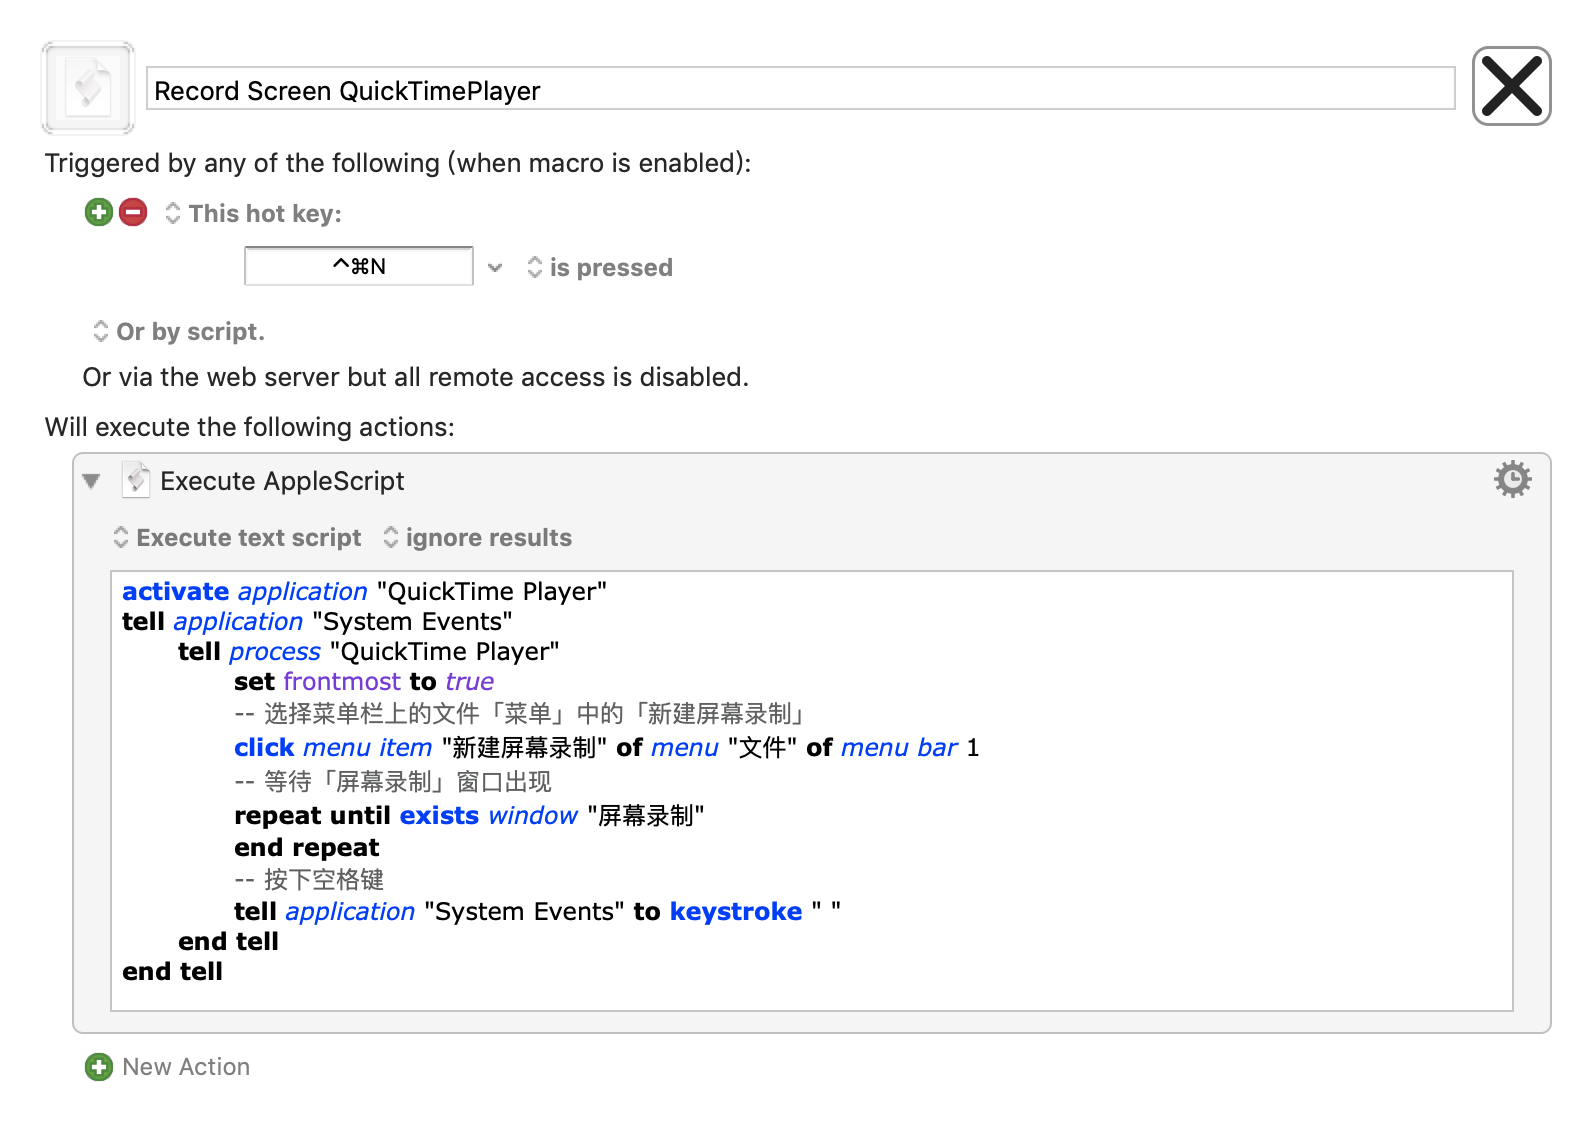 Record Screen QuickTimePlayer
Triggered by any of the following (when macro is enabled):
This hot key:
^⌘N is pressed
Or by script.
Or via the web server but all remote access is disabled.
Will execute the following actions:
Execute AppleScript
Execute text script ignore results
activate application "QuickTime Player"
tell application "System Events"
tell process "QuickTime Player"
set frontmost to true
-- 选择菜单栏上的文件「菜单」中的「新建屏幕录制」
click menu item "新建屏幕录制" of menu "文件" of menu bar 1
-- 等待「屏幕录制」窗口出现
repeat until exists window "屏幕录制"
end repeat
-- 按下空格键
tell application "System Events" to keystroke " "
end tell
end tell
New Action